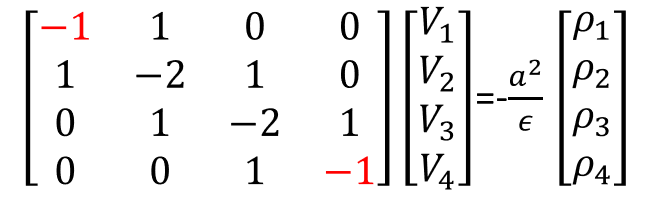 [-1 1 0 0] [V₁] [ρ₁]
[1 -2 1 0] [V₂] =-a²/ϵ [ρ₂]
[0 1 -2 1] [V₃] [ρ₃]
[0 0 1 -1] [V₄] [ρ₄]